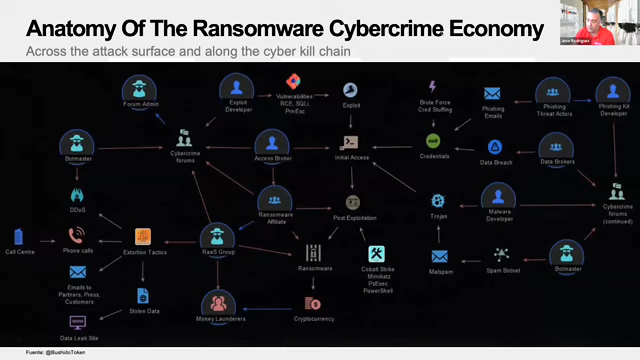 Anatomy Of The Ransomware Cybercrime Economy
Across the attack surface and along the cyber kill chain
Jose Rodriguez
Forum Admin
Exploit
Developer
Vulnerabilities
RCE, SQLi,
PrivEsc
Exploit
Brute Force
Cred Stuffing
Phishing
Emails
Phishing
Threat Actors
Phishing Kit
Developer
Botmaster
Cybercrime
forums
Access Broker
Initial Access
Credentials
Data Breach
Data Brokers
DDoS
Ransomware
Affiliate
Post Exploitation
Trojan
Malware
Developer
Cybercrime
forums
(continued)
Call Centre
Phone calls
Extortion Tactics
RaaS Group
Ransomware
Cobalt Strike
Mimikatz
PsExec
PowerShell
Malspam
Spam Botnet
Botmaster
Emails to
Partners, Press,
Customers
Stolen Data
Money Launderers
Cryptocurrency
Data Leak Site
Fuente: @BushidoToken